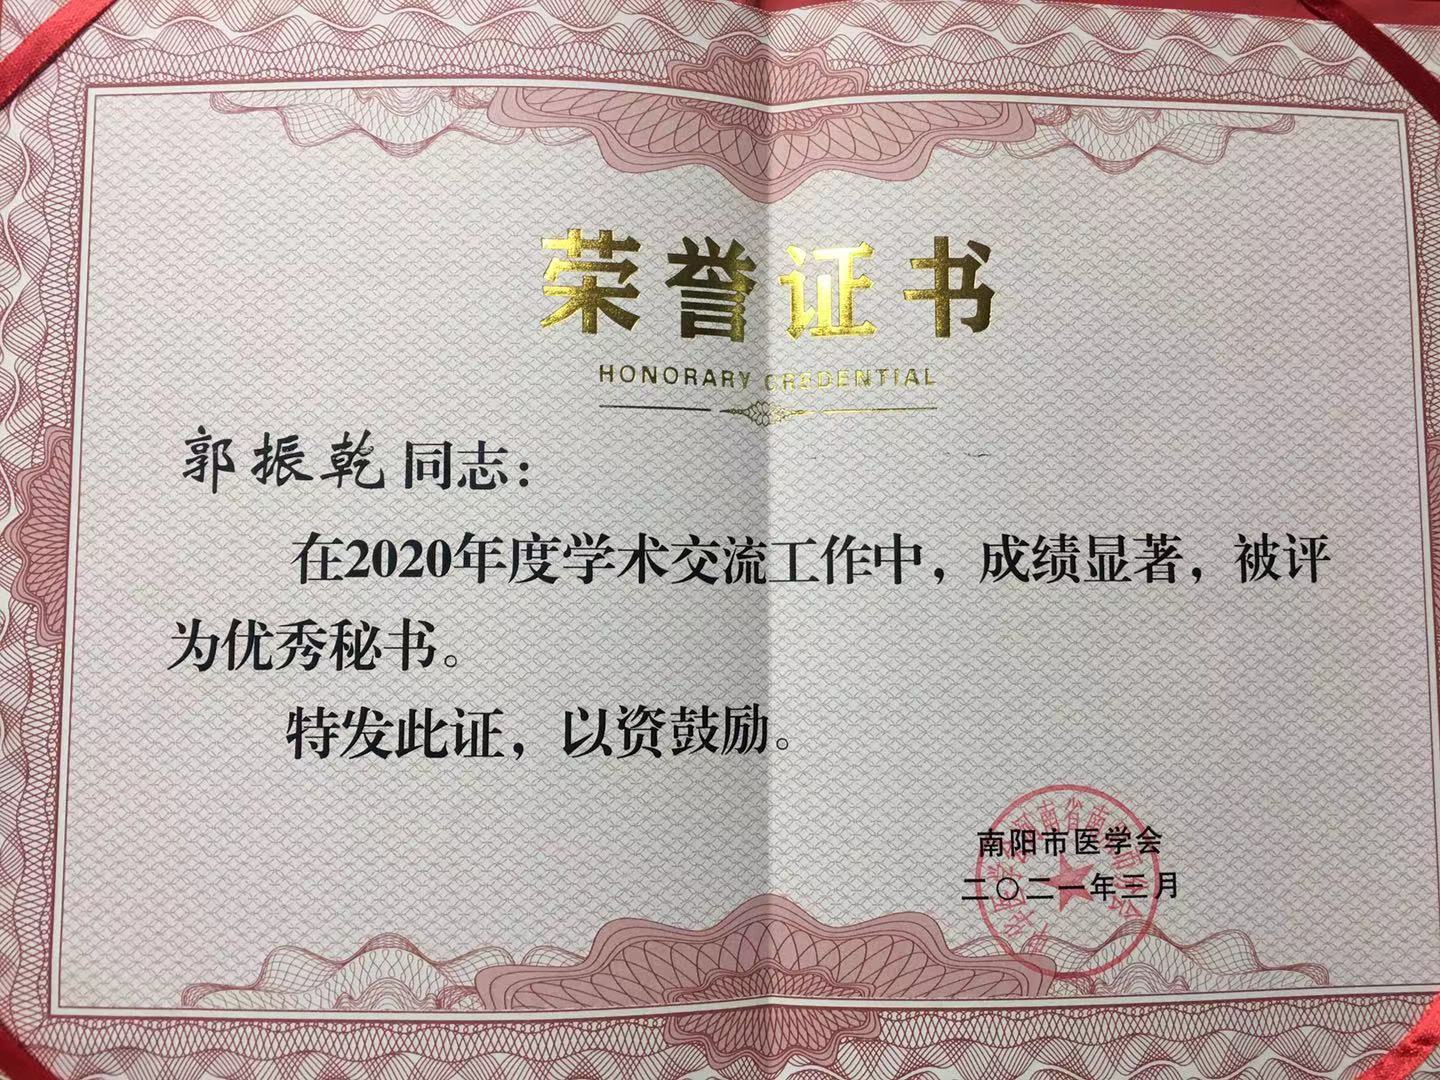 荣誉证书
HONORARY CREDENTIAL
郭振乾同志：
在2020年度学术交流工作中，成绩显著，被评
为优秀秘书。
特发此证，以资鼓励。
南阳市医学会
二〇二一年三月